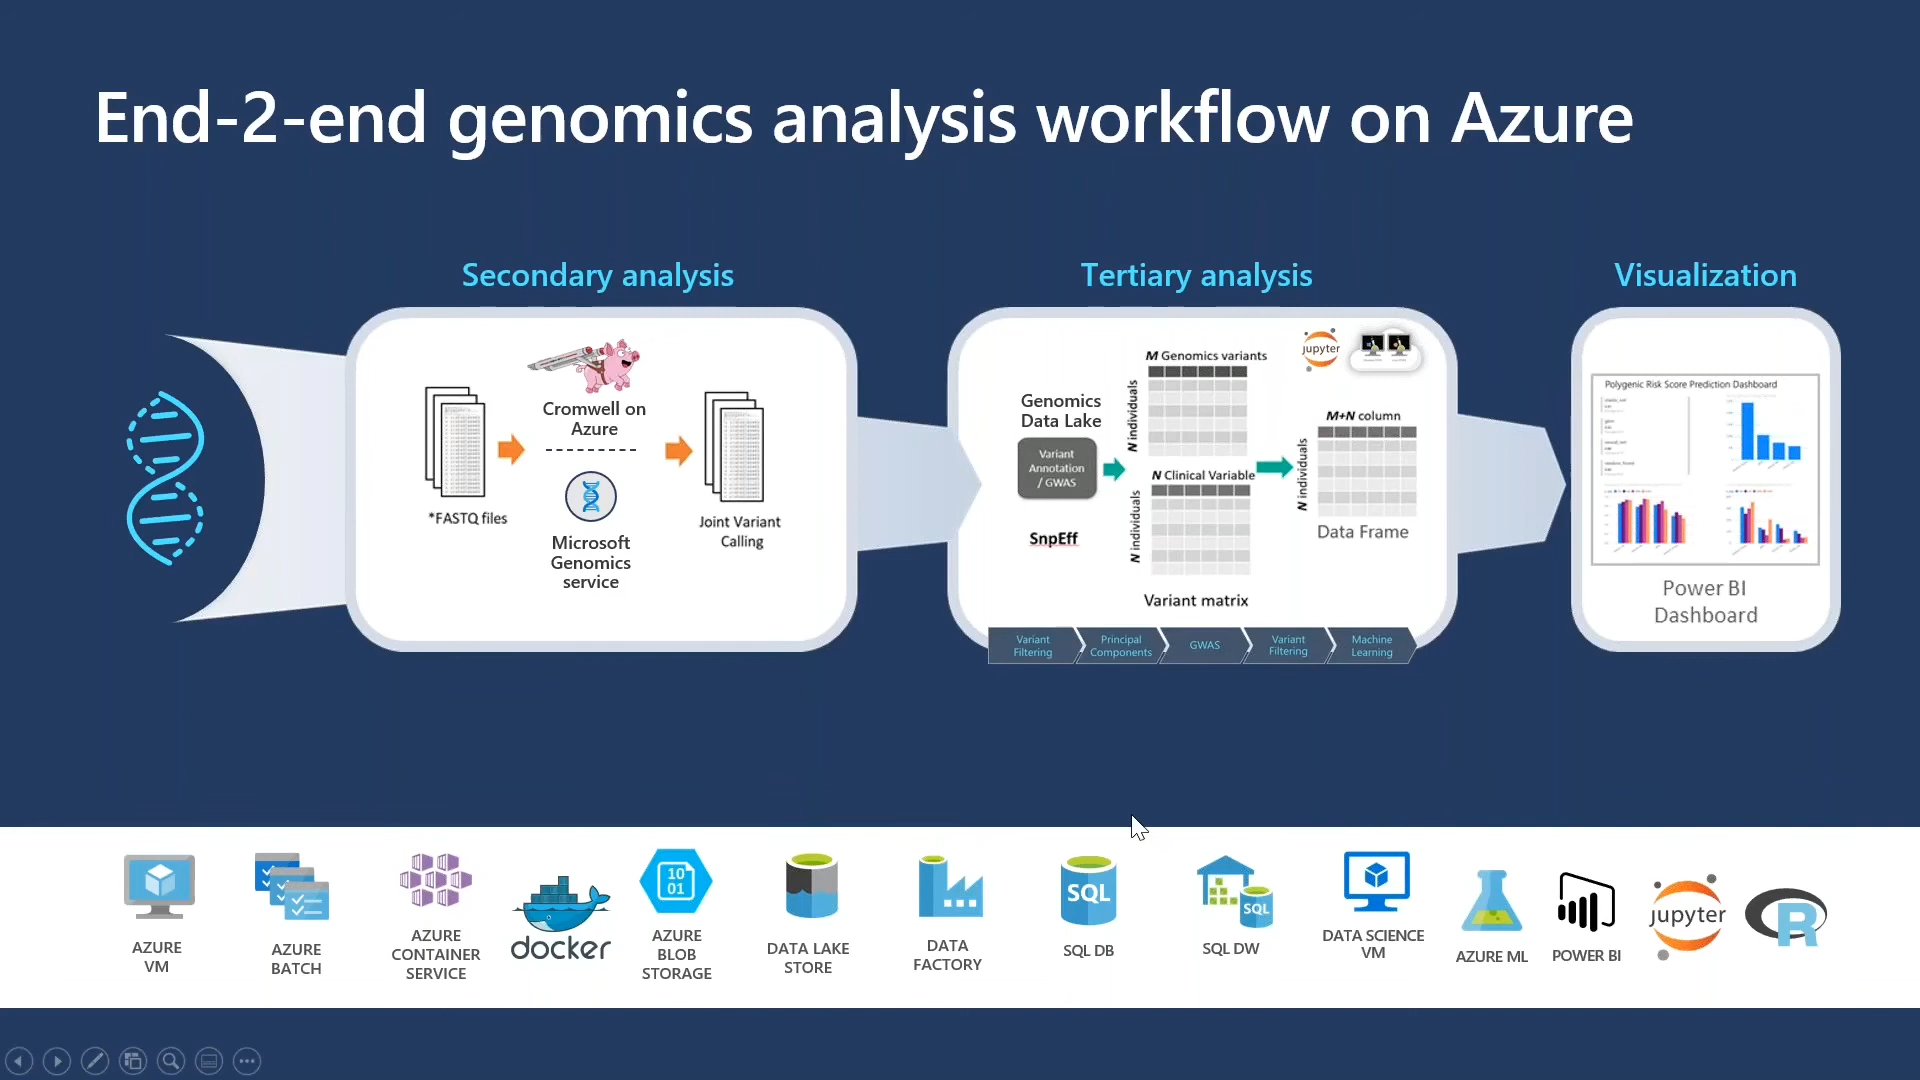 End-2-end genomics analysis workflow on Azure
Secondary analysis
Cromwell on
Azure
*FASTQ files
Microsoft
Genomics
service
Joint Variant
Calling
Tertiary analysis
Genomics
Data Lake
Variant
Annotation
/ GWAS
SnpEff
M Genomics variants
N individuals
N Clinical Variable
N individuals
Variant matrix
jupyter
M+N column
N individuals
Data Frame
Variant
Filtering
Principal
Components
GWAS
Variant
Filtering
Machine
Learning
Visualization
Polygenic Risk Score Prediction Dashboard
Power BI
Dashboard
AZURE
VM
AZURE
BATCH
AZURE
CONTAINER
SERVICE
docker
10
01
AZURE
BLOB
STORAGE
DATA LAKE
STORE
DATA
FACTORY
SQL
SQL DB
SQL
SQL DW
DATA SCIENCE
VM
AZURE ML
POWER BI
jupyter
R